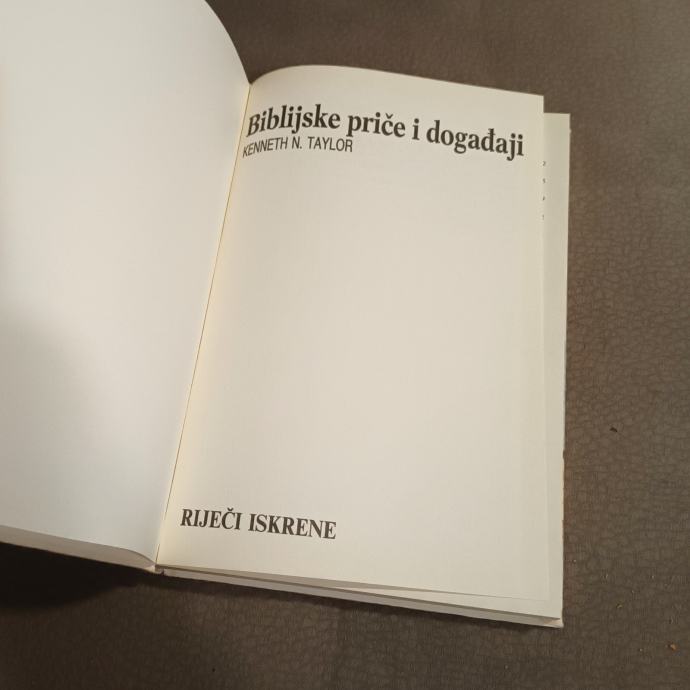 Biblijske priče i događaji
KENNETH N. TAYLOR
RIJEČI ISKRENE